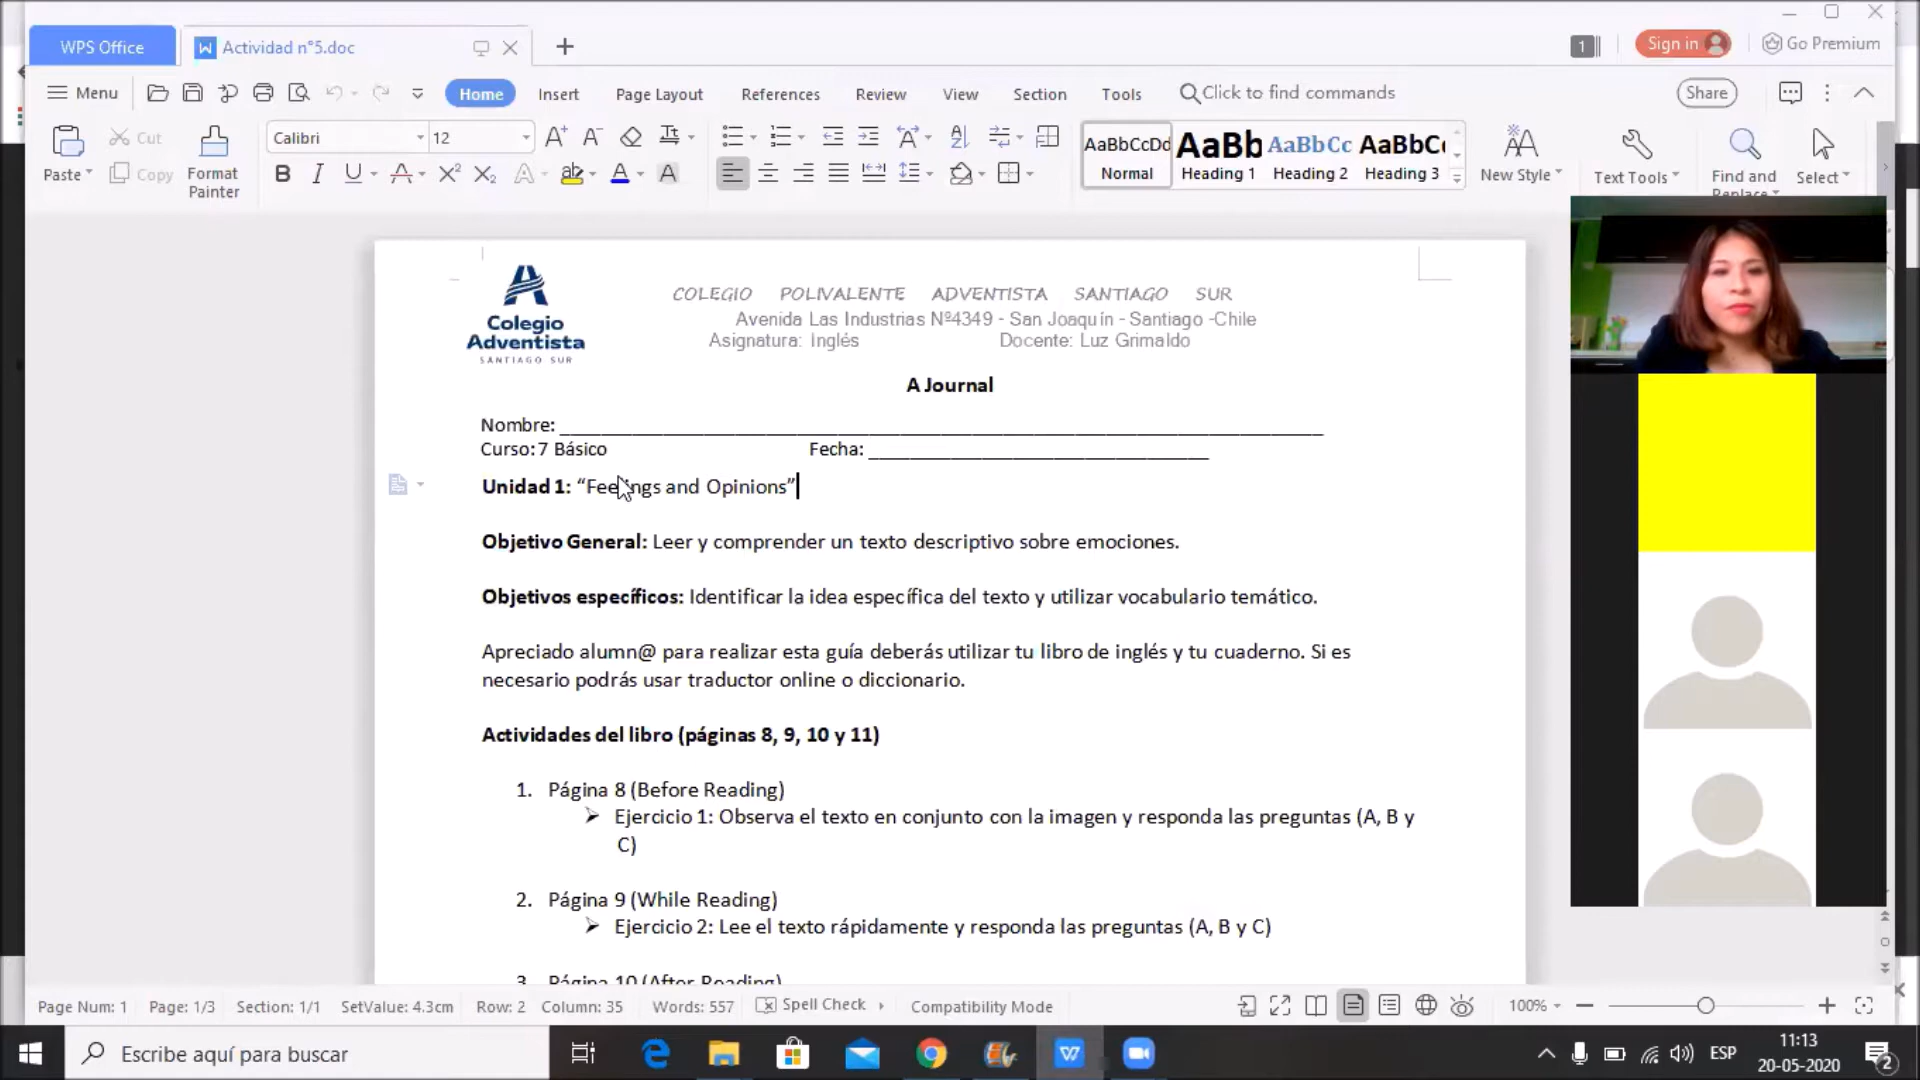 WPS Office
Actividad n°5.doc
1
Sign in
Go Premium
Menu
Home
Insert
Page Layout
References
Review
View
Section
Tools
Click to find commands
Share
Paste
Cut
Copy
Format
Painter
Calibri
12
AaBbCcDd
Normal
AaBb
Heading 1
AaBbCc
Heading 2
AaBbC
Heading 3
New Style
Text Tools
Find and
Replace
Select
Colegio
Adventista
SANTIAGO SUR
COLEGIO POLIVALENTE ADVENTISTA SANTIAGO SUR
Avenida Las Industrias Nº4349 - San Joaquín - Santiago -Chile
Asignatura: Inglés Docente: Luz Grimaldo
A Journal
Nombre:
Curso: 7 Básico Fecha:
Unidad 1: “Feelings and Opinions”
Objetivo General: Leer y comprender un texto descriptivo sobre emociones.
Objetivos específicos: Identificar la idea específica del texto y utilizar vocabulario temático.
Apreciado alumn@ para realizar esta guía deberás utilizar tu libro de inglés y tu cuaderno. Si es
necesario podrás usar traductor online o diccionario.
Actividades del libro (páginas 8, 9, 10 y 11)
1. Página 8 (Before Reading)
Ejercicio 1: Observa el texto en conjunto con la imagen y responda las preguntas (A, B y
C)
2. Página 9 (While Reading)
Ejercicio 2: Lee el texto rápidamente y responda las preguntas (A, B y C)
3. Página 10 (After Reading)
Page Num: 1
Page: 1/3
Section: 1/1
SetValue: 4.3cm
Row: 2
Column: 35
Words: 557
Spell Check
Compatibility Mode
100%
Escribe aquí para buscar
ESP
11:13
20-05-2020
2